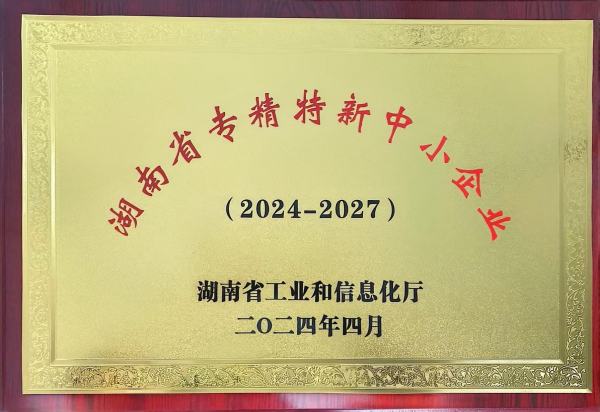 湖南省专精特新中小企业
（2024-2027）
湖南省工业和信息化厅
二〇二四年四月